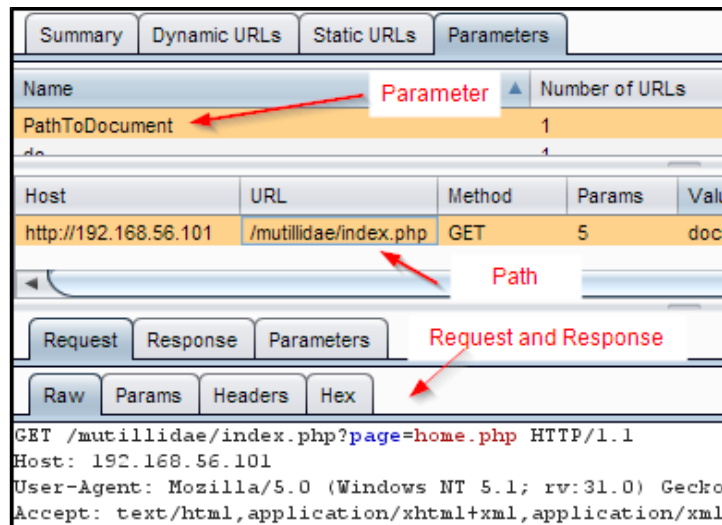 Summary Dynamic URLs Static URLs Parameters
Name Parameter Number of URLs
PathToDocument 1
do 1
Host URL Method Params Valu
http://192.168.56.101 /mutillidae/index.php GET 5 doc
Path
Request Response Parameters Request and Response
Raw Params Headers Hex
GET /mutillidae/index.php?page=home.php HTTP/1.1
Host: 192.168.56.101
User-Agent: Mozilla/5.0 (Windows NT 5.1; rv:31.0) Gecko
Accept: text/html,application/xhtml+xml,application/xml